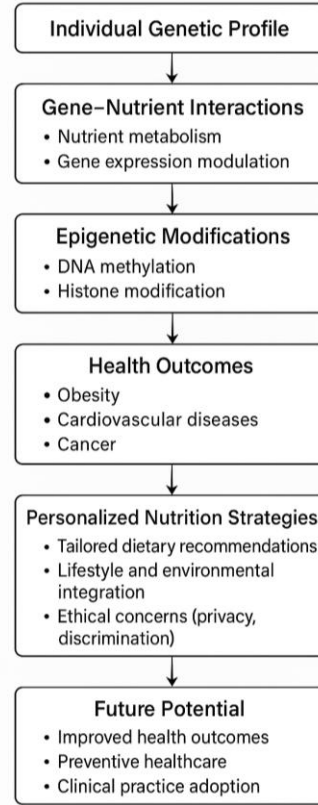 Individual Genetic Profile
Gene–Nutrient Interactions
• Nutrient metabolism
• Gene expression modulation
Epigenetic Modifications
• DNA methylation
• Histone modification
Health Outcomes
• Obesity
• Cardiovascular diseases
• Cancer
Personalized Nutrition Strategies
• Tailored dietary recommendations
• Lifestyle and environmental
integration
• Ethical concerns (privacy,
discrimination)
Future Potential
• Improved health outcomes
• Preventive healthcare
• Clinical practice adoption